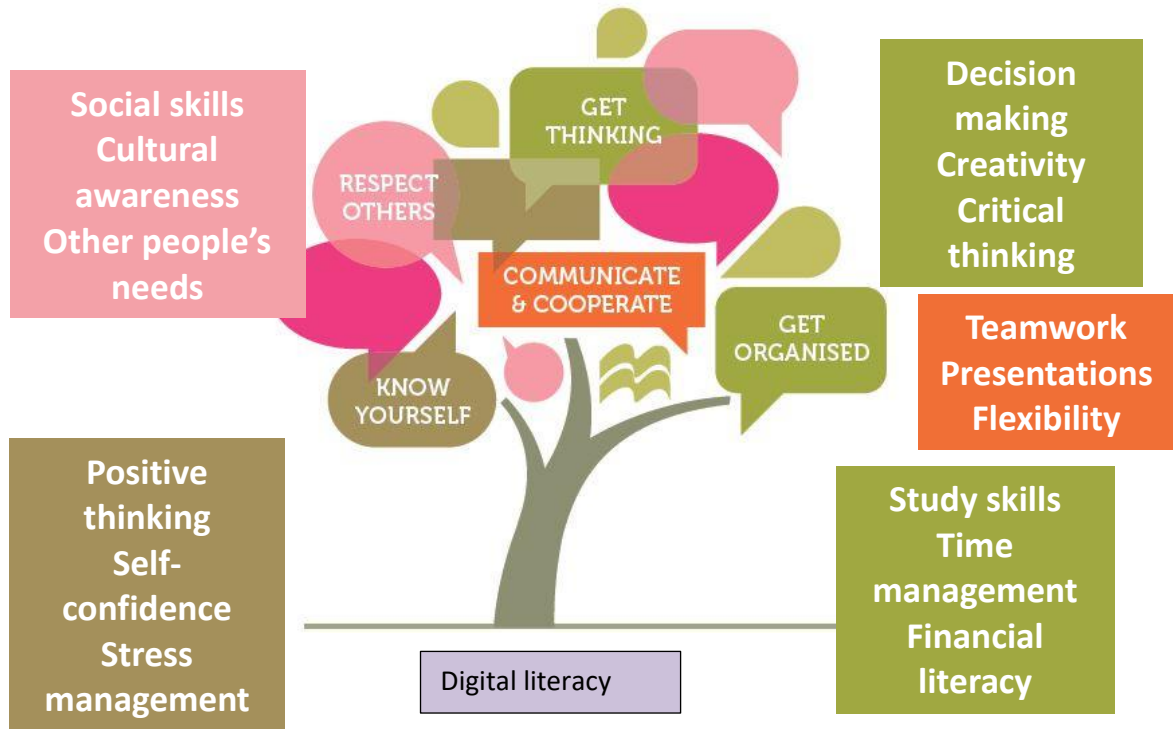 Social skills
Cultural
awareness
Other people’s
needs
GET
THINKING
RESPECT
OTHERS
COMMUNICATE
& COOPERATE
GET
ORGANISED
KNOW
YOURSELF
Decision
making
Creativity
Critical
thinking
Teamwork
Presentations
Flexibility
Positive
thinking
Self-
confidence
Stress
management
Study skills
Time
management
Financial
literacy
Digital literacy